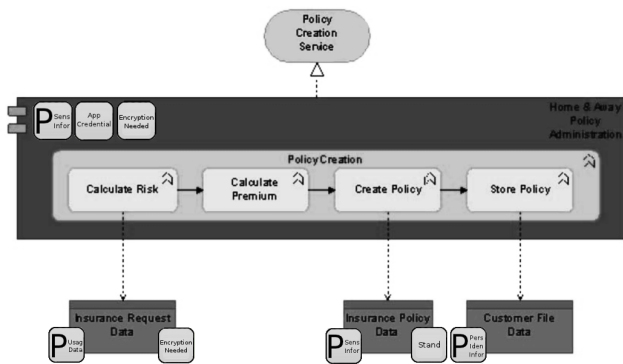 Policy
Creation
Service
P Sens
Infor
App
Credential
Encryption
Needed
Home & Away
Policy
Administration
Policy Creation
Calculate Risk
Calculate
Premium
Create Policy
Store Policy
Insurance Request
Data
P Usag
Data
Encryption
Needed
Insurance Policy
Data
P Sens
Infor
Stand
Customer File
Data
P Pers
Iden
Infor